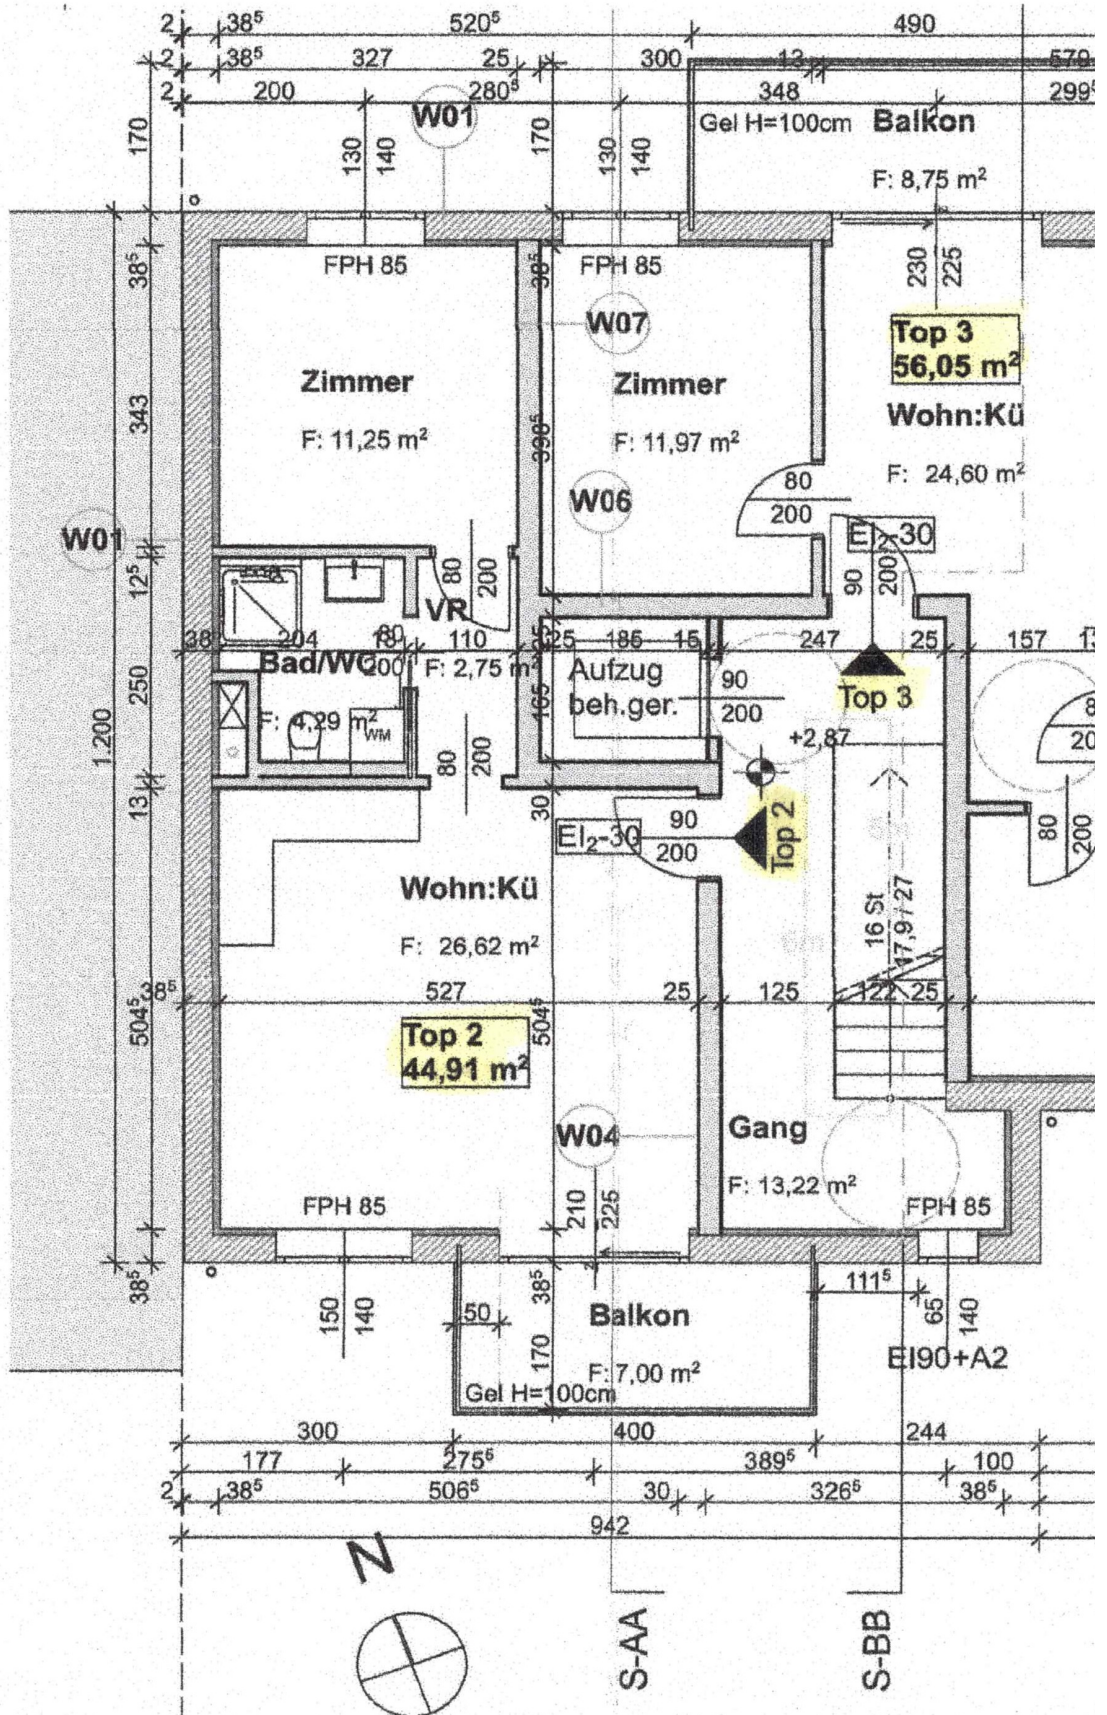 2 38⁵ 520⁵ 490
2 38⁵ 327 25 300 13 579
2 200 280⁵ 348 299⁵
W01
170
130
140
170
130
140
Gel H=100cm
Balkon
F: 8,75 m²
FPH 85
FPH 85
38⁵
38⁵
230
225
W07
Top 3
56,05 m²
Zimmer
F: 11,25 m²
Zimmer
F: 11,97 m²
Wohn:Kü
F: 24,60 m²
343
398⁵
W06
80
200
EI₂-30
W01
12⁵
80
200
90
200
VR
38 204 18 110 25 185 15 247 25 157
80
200
Bad/WC
F: 2,75 m²
F: 4,29 m²
WM
Aufzug
beh.ger.
25
165
90
200
Top 3
+2,87
250
1200
80
200
13
30
EI₂-30
90
200
Top 2
80
200
Wohn:Kü
F: 26,62 m²
16 St
17,9 / 27
38⁵ 527 25 125 122 25
504⁵
504⁵
Top 2
44,91 m²
W04
Gang
F: 13,22 m²
FPH 85
210
225
FPH 85
38⁵
150
140
50
38⁵
111⁵
65
140
Balkon
F: 7,00 m²
170
Gel H=100cm
EI90+A2
300 400 244
177 275⁵ 389⁵ 100
2 38⁵ 506⁵ 30 326⁵ 38⁵
942
N
S-AA
S-BB